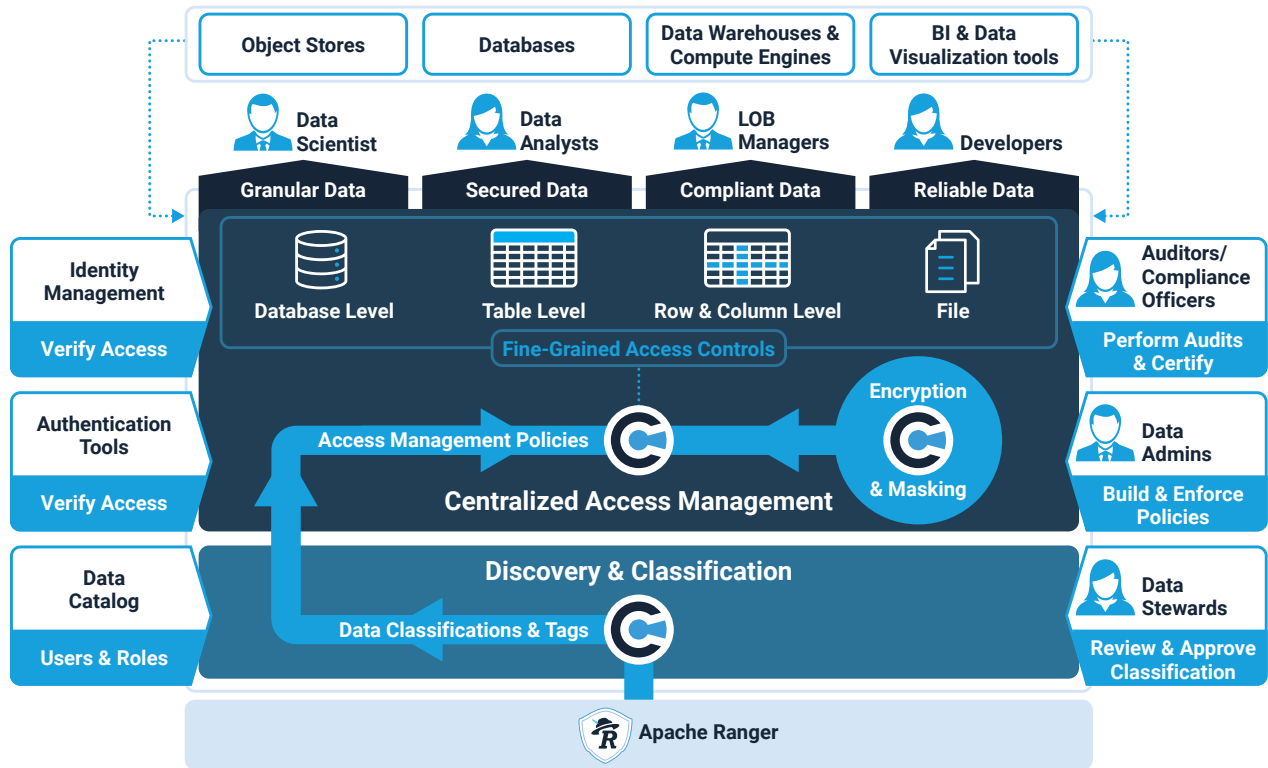 Object Stores
Databases
Data Warehouses &
Compute Engines
BI & Data
Visualization tools
Data
Scientist
Data
Analysts
LOB
Managers
Developers
Granular Data
Secured Data
Compliant Data
Reliable Data
Database Level
Table Level
Row & Column Level
File
Fine-Grained Access Controls
Identity
Management
Verify Access
Authentication
Tools
Verify Access
Data
Catalog
Users & Roles
Access Management Policies
Encryption
& Masking
Centralized Access Management
Discovery & Classification
Data Classifications & Tags
Auditors/
Compliance
Officers
Perform Audits
& Certify
Data
Admins
Build & Enforce
Policies
Data
Stewards
Review & Approve
Classification
R
Apache Ranger